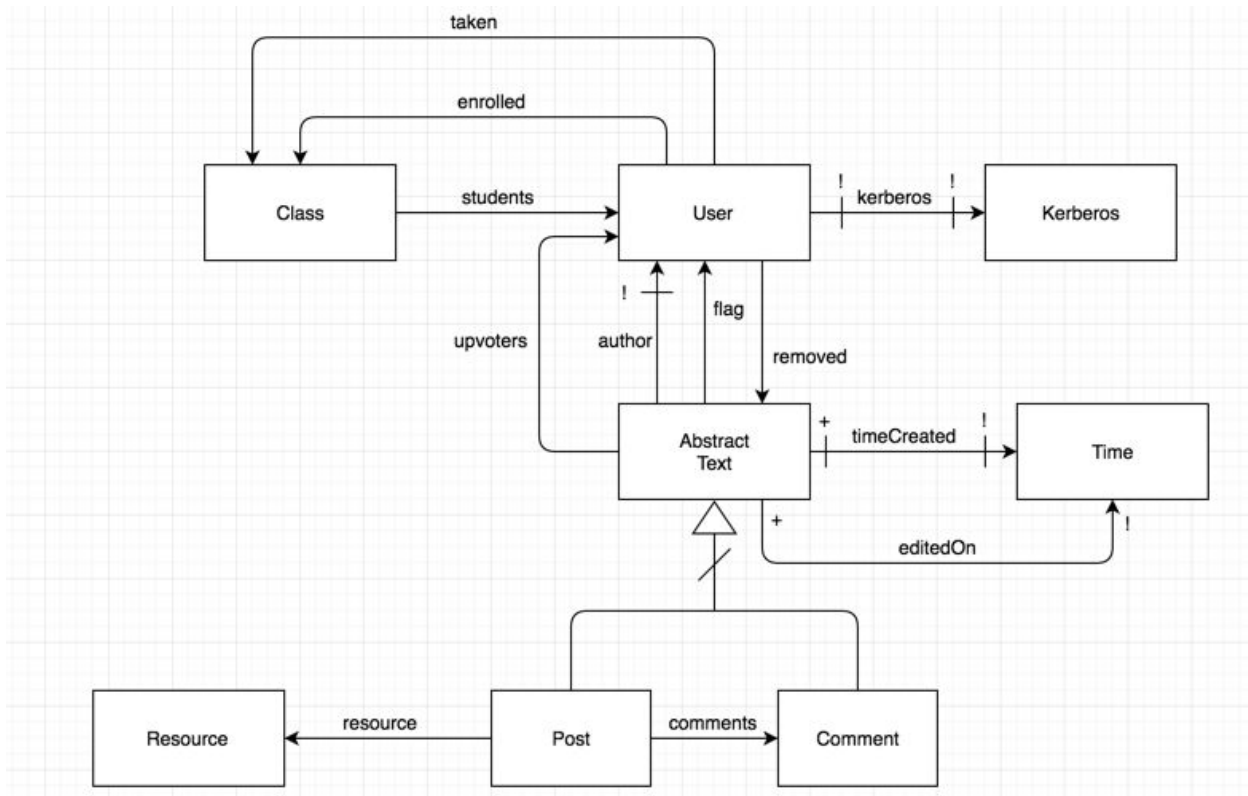 taken
enrolled
Class
students
User
!
kerberos
!
Kerberos
!
flag
upvoters
author
removed
Abstract
Text
+
timeCreated
!
Time
+
editedOn
!
Resource
resource
Post
comments
Comment